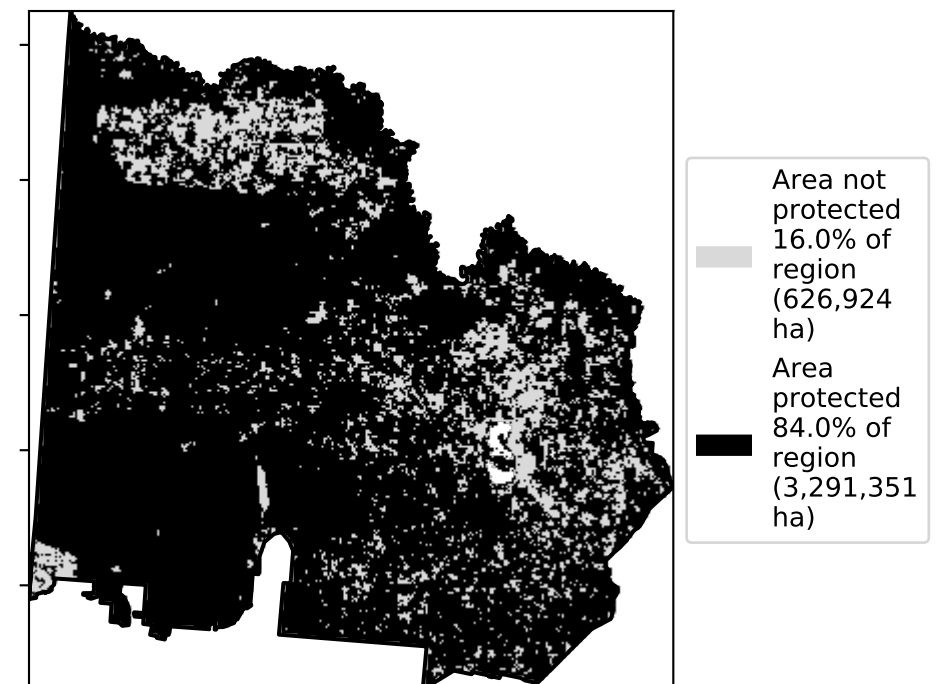 Area not
protected
16.0% of
region
(626,924
ha)
Area
protected
84.0% of
region
(3,291,351
ha)